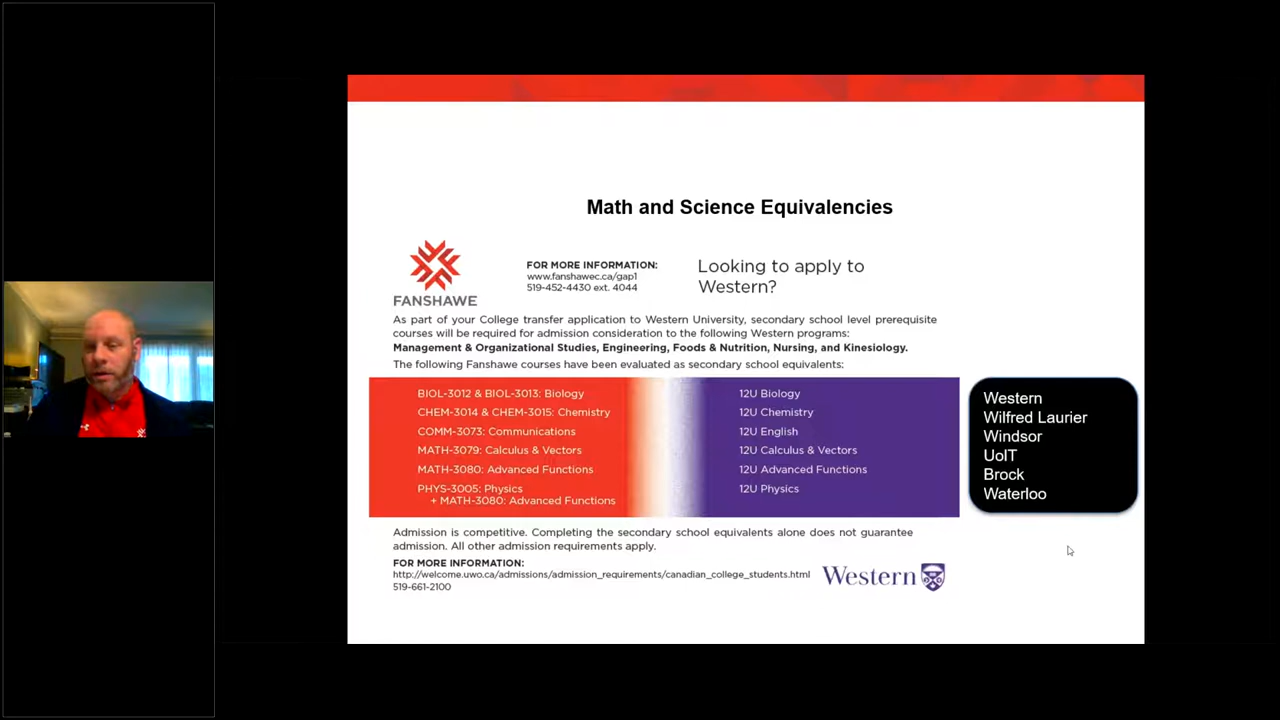 Math and Science Equivalencies
FANSHAWE
FOR MORE INFORMATION:
www.fanshawec.ca/gap1
519-452-4430 ext. 4044
Looking to apply to
Western?
As part of your College transfer application to Western University, secondary school level prerequisite
courses will be required for admission consideration to the following Western programs:
Management & Organizational Studies, Engineering, Foods & Nutrition, Nursing, and Kinesiology.
The following Fanshawe courses have been evaluated as secondary school equivalents:
BIOL-3012 & BIOL-3013: Biology
CHEM-3014 & CHEM-3015: Chemistry
COMM-3073: Communications
MATH-3079: Calculus & Vectors
MATH-3080: Advanced Functions
PHYS-3005: Physics
+ MATH-3080: Advanced Functions
12U Biology
12U Chemistry
12U English
12U Calculus & Vectors
12U Advanced Functions
12U Physics
Western
Wilfred Laurier
Windsor
UoIT
Brock
Waterloo
Admission is competitive. Completing the secondary school equivalents alone does not guarantee
admission. All other admission requirements apply.
FOR MORE INFORMATION:
http://welcome.uwo.ca/admissions/admission_requirements/canadian_college_students.html
519-661-2100
Western